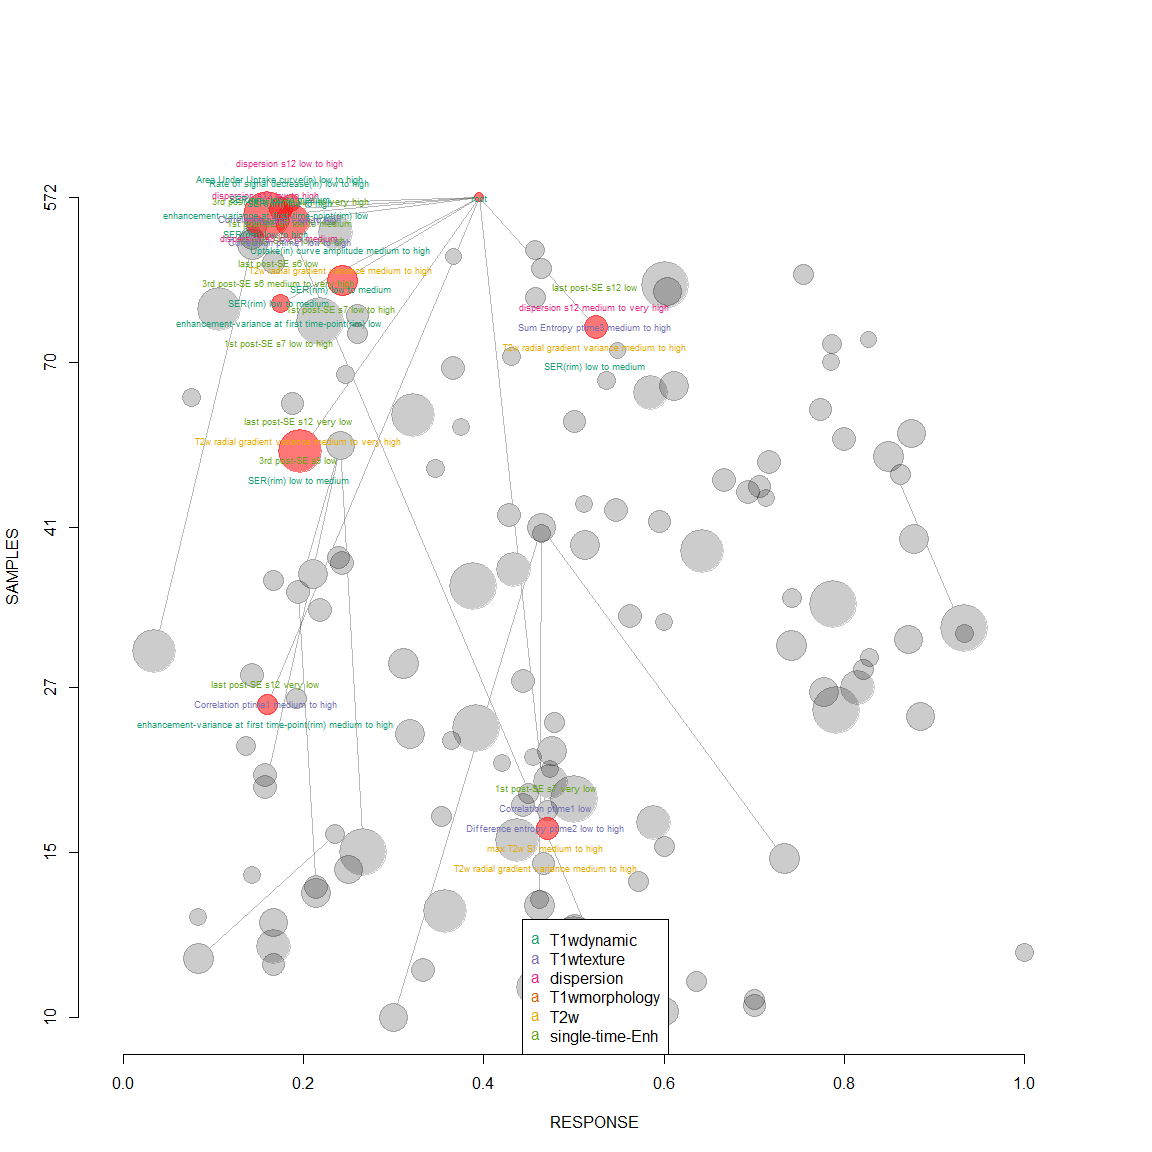 dispersion s12 low to high
Area Under Uptake curve(in) low to high
Rate of signal decrease(in) low to high
572
root
enhancement-variance at first time-point(rim) low
Uptake(in) curve amplitude medium to high
last post-SE s6 low
T2w radial gradient variance medium to high
3rd post-SE s6 medium to very high
SER(rim) low to medium
last post-SE s12 low
SER(rim) low to medium
1st post-SE s7 low to high
dispersion s12 medium to very high
enhancement-variance at first time-point(rim) low
Sum Entropy ptime3 medium to high
1st post-SE s7 low to high
T2w radial gradient variance medium to high
70
SER(rim) low to medium
last post-SE s12 very low
T2w radial gradient variance medium to very high
3rd post-SE s9 low
SER(rim) low to medium
41
SAMPLES
last post-SE s12 very low
27
Correlation ptime1 medium to high
enhancement-variance at first time-point(rim) medium to high
1st post-SE s7 very low
Correlation ptime1 low
Difference entropy ptime2 low to high
max T2w SI medium to high
15
T2w radial gradient variance medium to high
a T1wdynamic
a T1wtexture
a dispersion
a T1wmorphology
a T2w
a single-time-Enh
10
0.0 0.2 0.4 0.6 0.8 1.0
RESPONSE